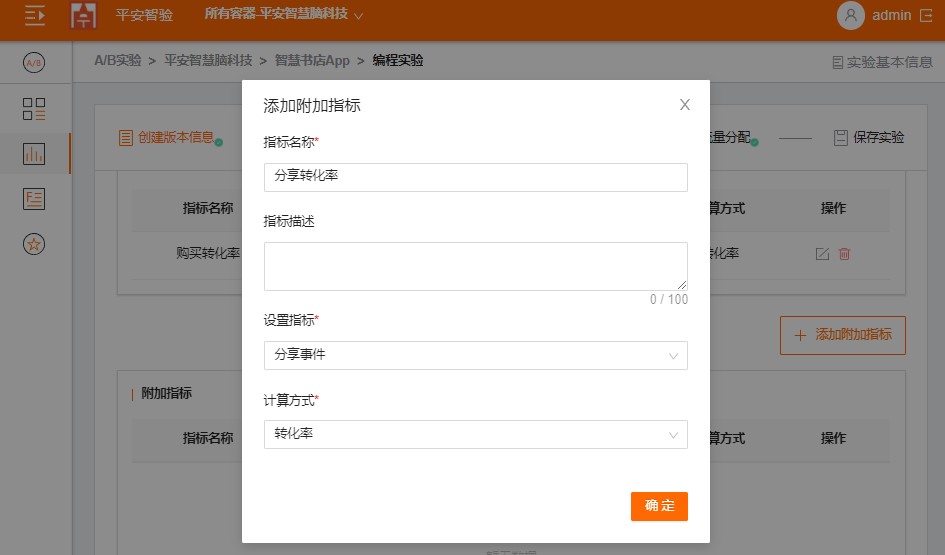 平安智验
所有容器-平安智慧脑科技
admin
A/B
A/B实验 > 平安智慧脑科技 > 智慧书店App > 编程实验
实验基本信息
添加附加指标
X
创建版本信息
流量分配
保存实验
指标名称*
分享转化率
指标名称
算方式
操作
指标描述
购买转化率
转化率
0 / 100
设置指标*
+ 添加附加指标
分享事件
附加指标
计算方式*
转化率
指标名称
算方式
操作
确定